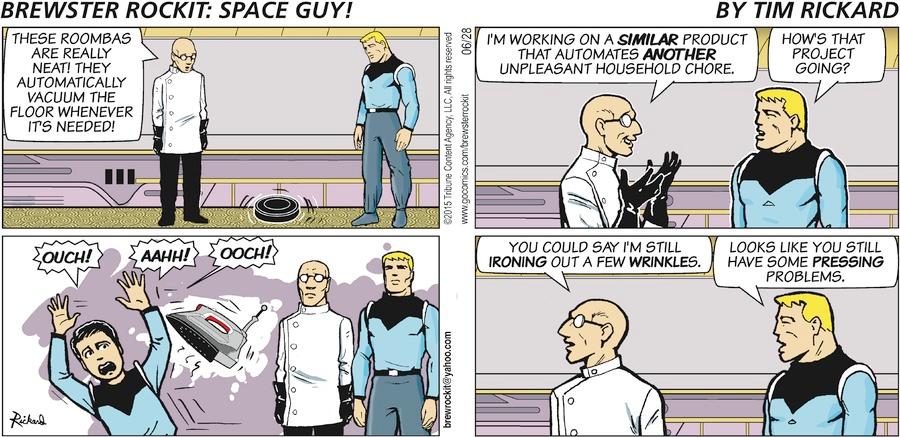 BREWSTER ROCKIT: SPACE GUY!
BY TIM RICKARD
THESE ROOMBAS
ARE REALLY
NEAT! THEY
AUTOMATICALLY
VACUUM THE
FLOOR WHENEVER
IT'S NEEDED!
©2015 Tribune Content Agency, LLC, All rights reserved
06/28
www.gocomics.com/brewsterrockit
I'M WORKING ON A SIMILAR PRODUCT
THAT AUTOMATES ANOTHER
UNPLEASANT HOUSEHOLD CHORE.
HOW'S THAT
PROJECT
GOING?
OUCH!
AAHH!
OOCH!
Rickard
brewrockit@yahoo.com
YOU COULD SAY I'M STILL
IRONING OUT A FEW WRINKLES.
LOOKS LIKE YOU STILL
HAVE SOME PRESSING
PROBLEMS.